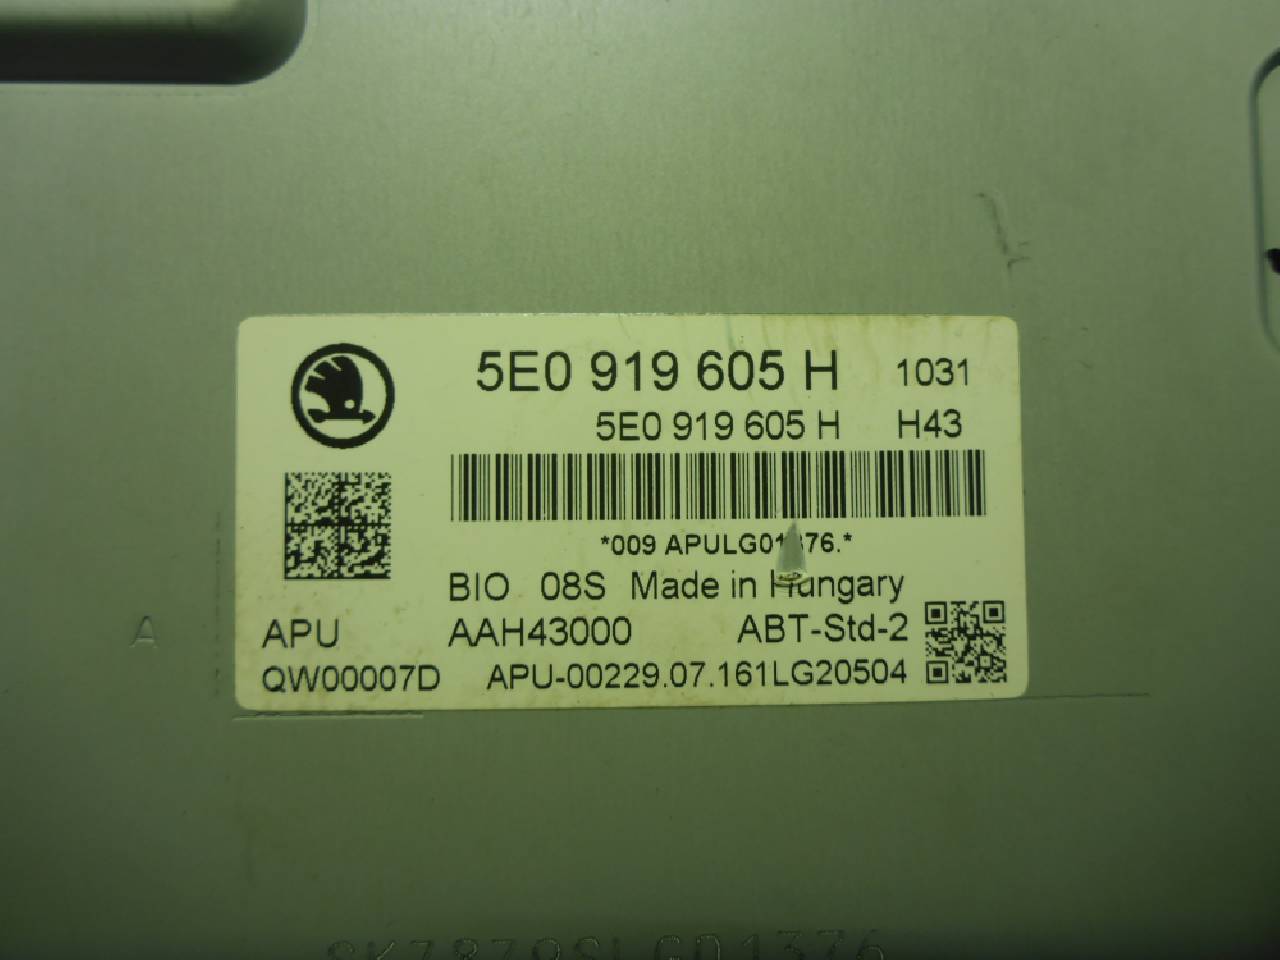 5E0 919 605 H 1031
5E0 919 605 H H43
BIO 08S Made in Hungary
APU AAH43000 ABT-Std-2
QW00007D APU-00229.07.161LG20504
A